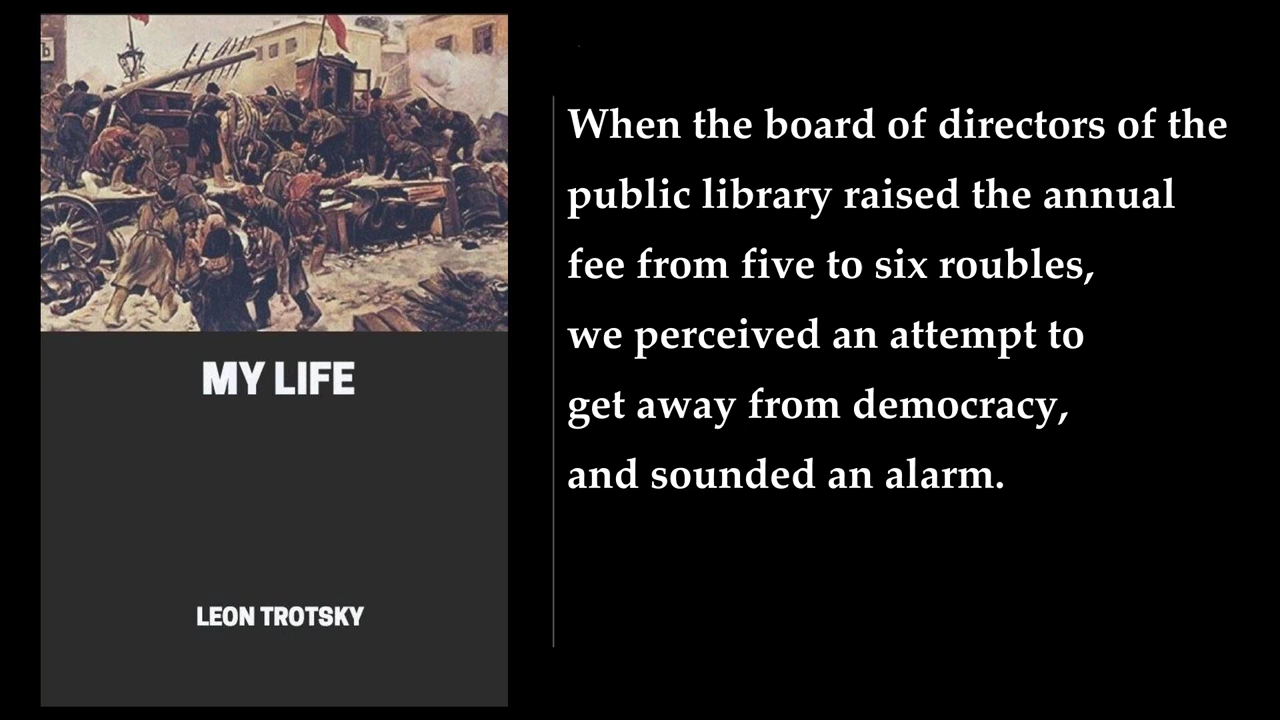 MY LIFE
LEON TROTSKY
When the board of directors of the
public library raised the annual
fee from five to six roubles,
we perceived an attempt to
get away from democracy,
and sounded an alarm.